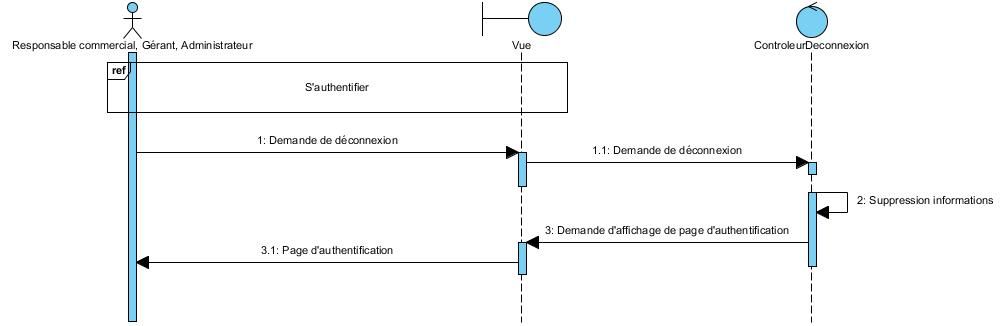 Responsable commercial, Gérant, Administrateur
Vue
ControleurDeconnexion
ref
S'authentifier
1: Demande de déconnexion
1.1: Demande de déconnexion
2: Suppression informations
3: Demande d'affichage de page d'authentification
3.1: Page d'authentification